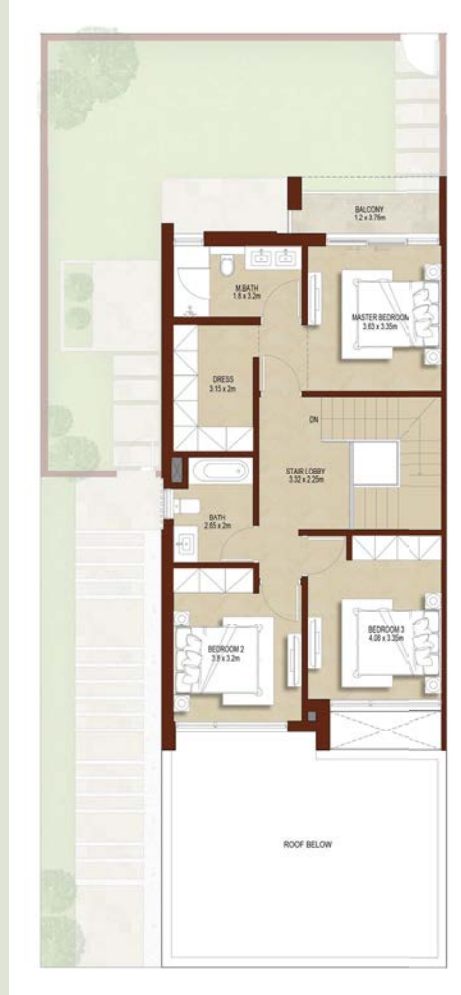 BALCONY
1.2 x 3.76m
M.BATH
1.8 x 3.2m
MASTER BEDROOM
3.63 x 3.35m
DRESS
3.15 x 2m
DN
STAIR LOBBY
3.32 x 2.25m
BATH
2.65 x 2m
BEDROOM 3
4.08 x 3.35m
BEDROOM 2
3.8 x 3.2m
ROOF BELOW